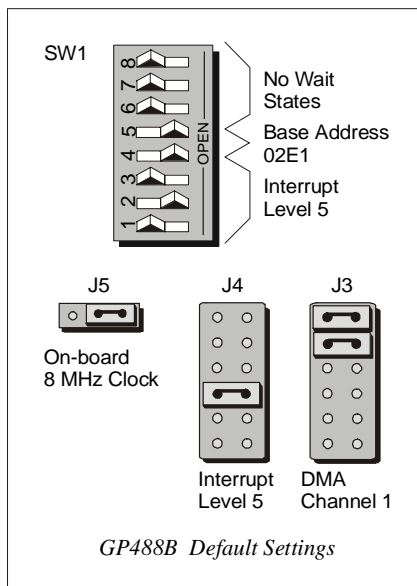 SW1
8
7
6
5
4
3
2
1
OPEN
No Wait
States
Base Address
02E1
Interrupt
Level 5
J5
J4
J3
On-board
8 MHz Clock
Interrupt
Level 5
DMA
Channel 1
GP488B Default Settings